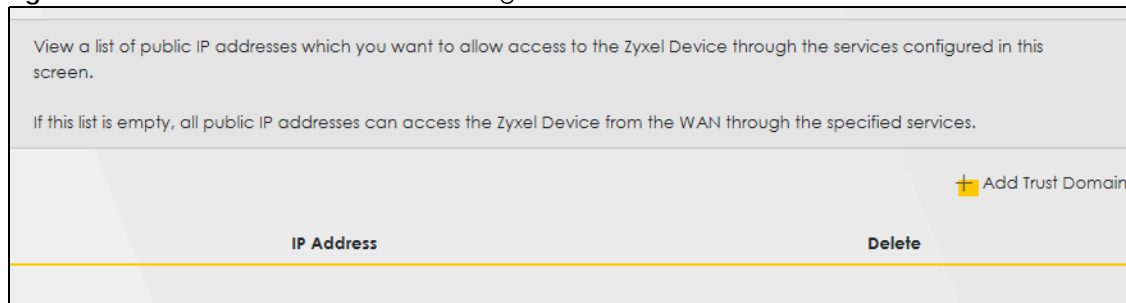 View a list of public IP addresses which you want to allow access to the Zyxel Device through the services configured in this
screen.
If this list is empty, all public IP addresses can access the Zyxel Device from the WAN through the specified services.
Add Trust Domain
IP Address Delete